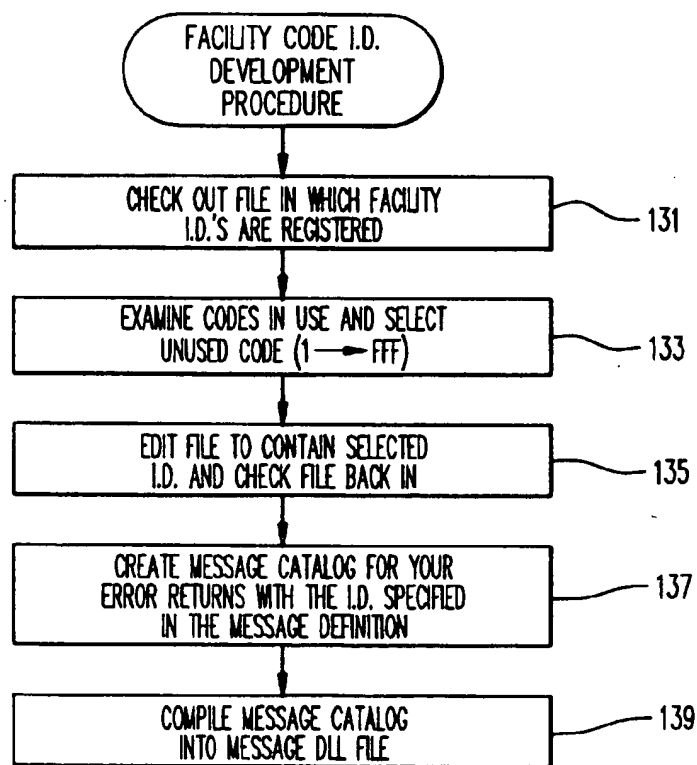 FACILITY CODE I.D.
DEVELOPMENT
PROCEDURE
CHECK OUT FILE IN WHICH FACILITY
I.D.'S ARE REGISTERED
131
EXAMINE CODES IN USE AND SELECT
UNUSED CODE (1 → FFF)
133
EDIT FILE TO CONTAIN SELECTED
I.D. AND CHECK FILE BACK IN
135
CREATE MESSAGE CATALOG FOR YOUR
ERROR RETURNS WITH THE I.D. SPECIFIED
IN THE MESSAGE DEFINITION
137
COMPILE MESSAGE CATALOG
INTO MESSAGE DLL FILE
139